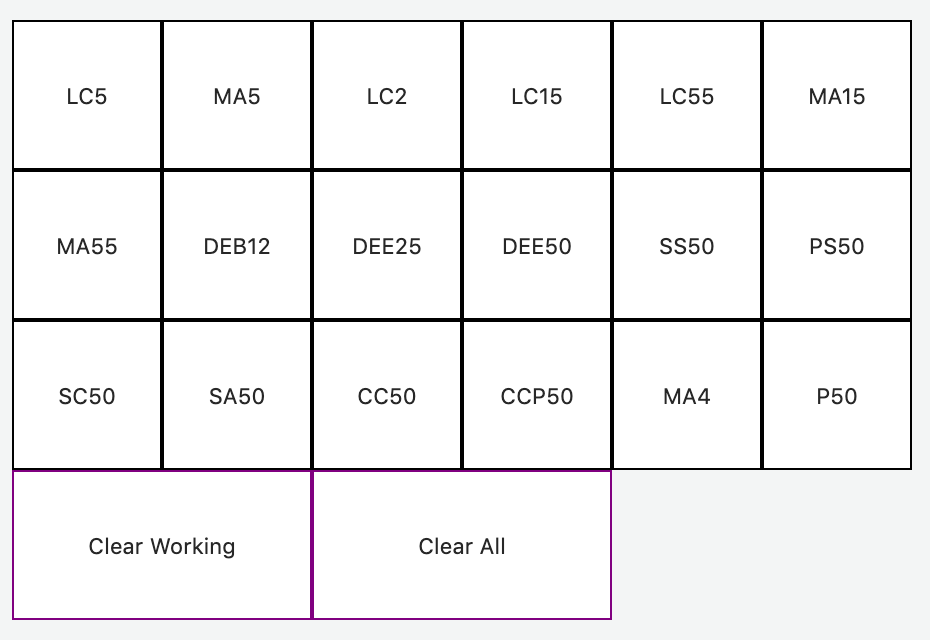 LC5 MA5 LC2 LC15 LC55 MA15
MA55 DEB12 DEE25 DEE50 SS50 PS50
SC50 SA50 CC50 CCP50 MA4 P50
Clear Working Clear All